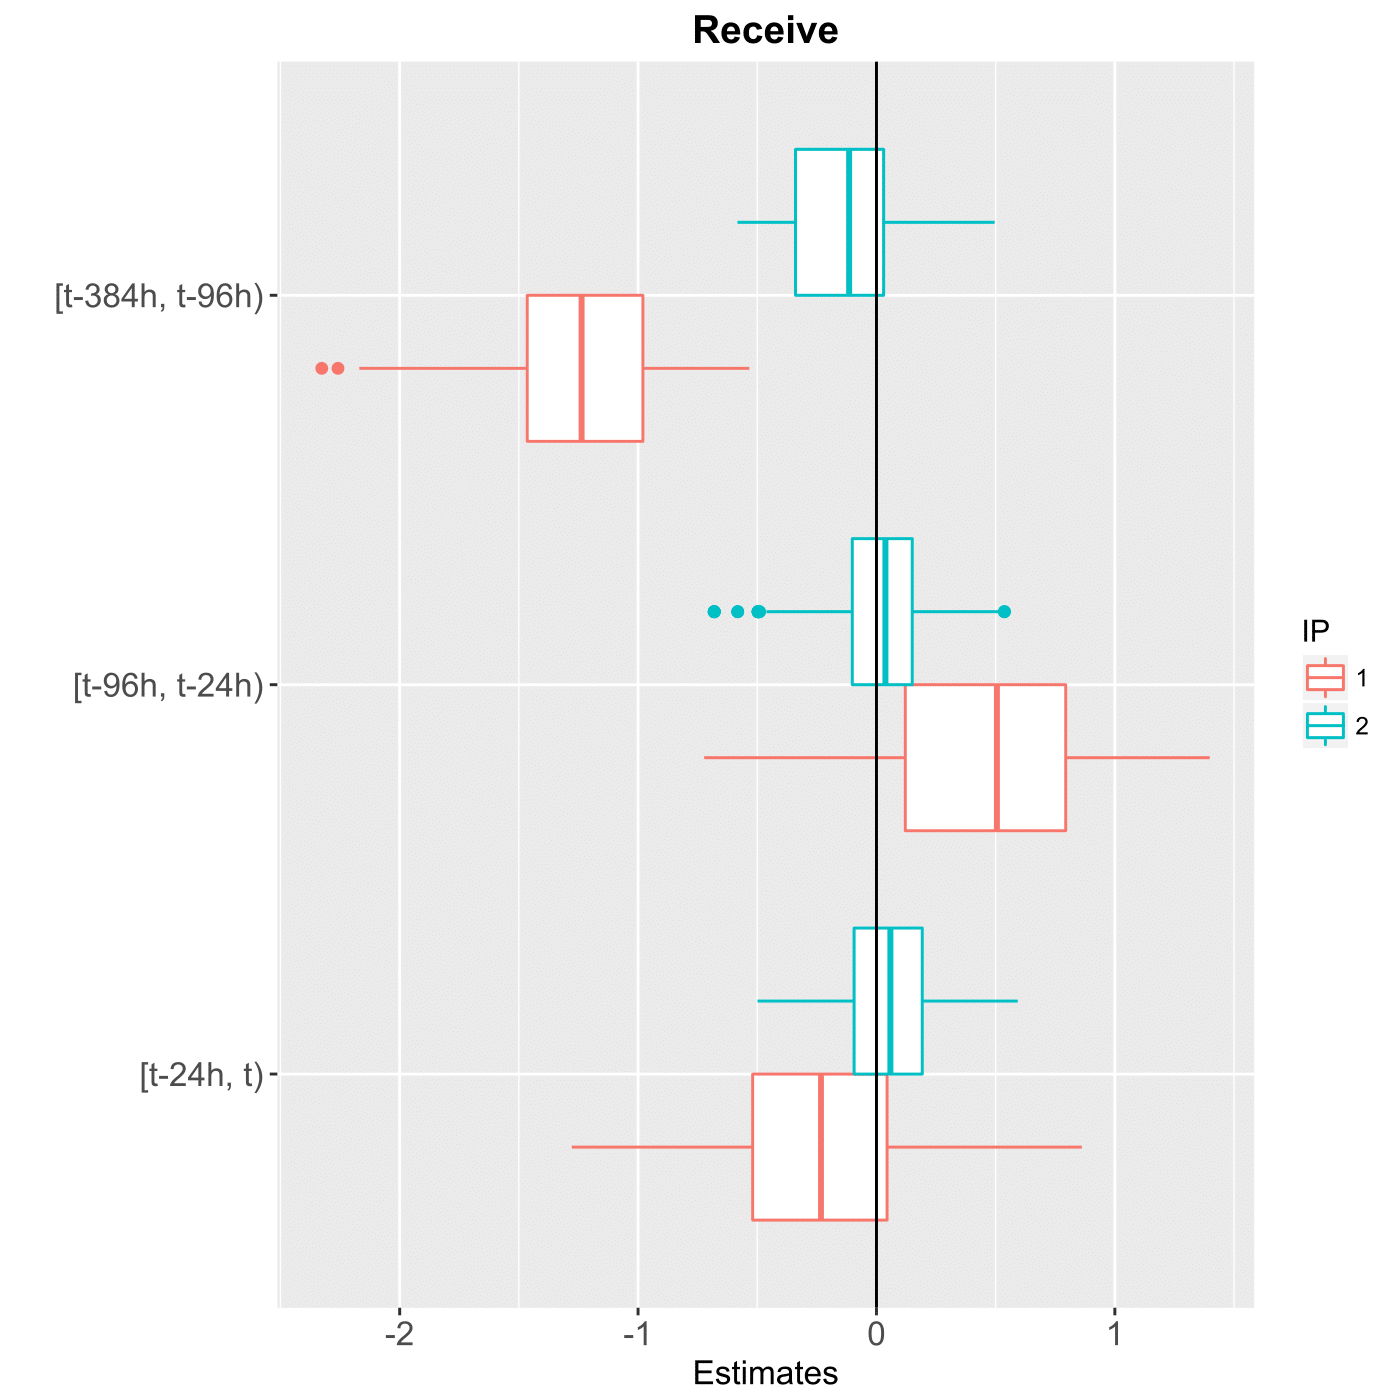 Receive
[t-384h, t-96h)
[t-96h, t-24h)
[t-24h, t)
-2 -1 0 1
Estimates
IP
1
2